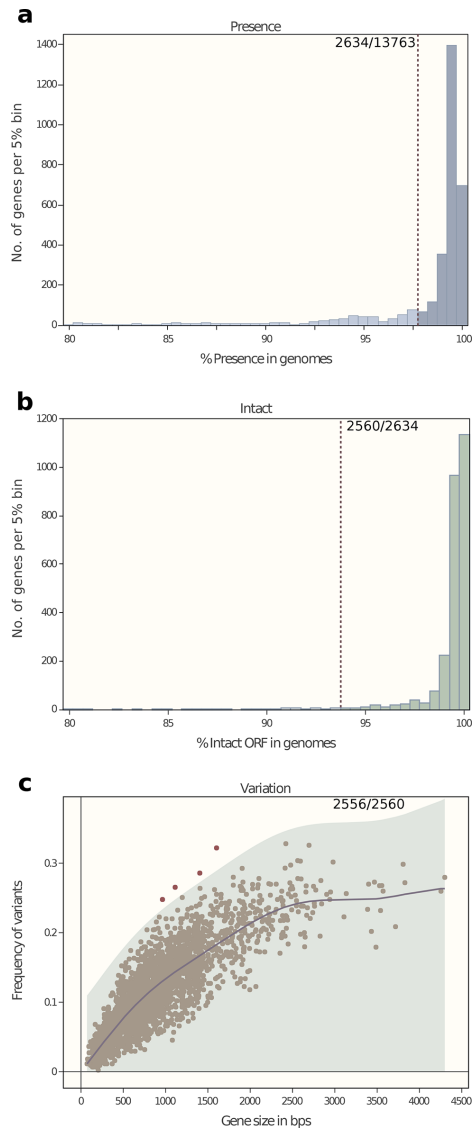 a
Presence
2634/13763
1400
1200
1000
800
600
400
200
0
No. of genes per 5% bin
80 85 90 95 100
% Presence in genomes
b
Intact
2560/2634
1200
1000
800
600
400
200
0
No. of genes per 5% bin
80 85 90 95 100
% Intact ORF in genomes
c
Variation
2556/2560
0.3
0.2
0.1
0
Frequency of variants
0 500 1000 1500 2000 2500 3000 3500 4000 4500
Gene size in bps